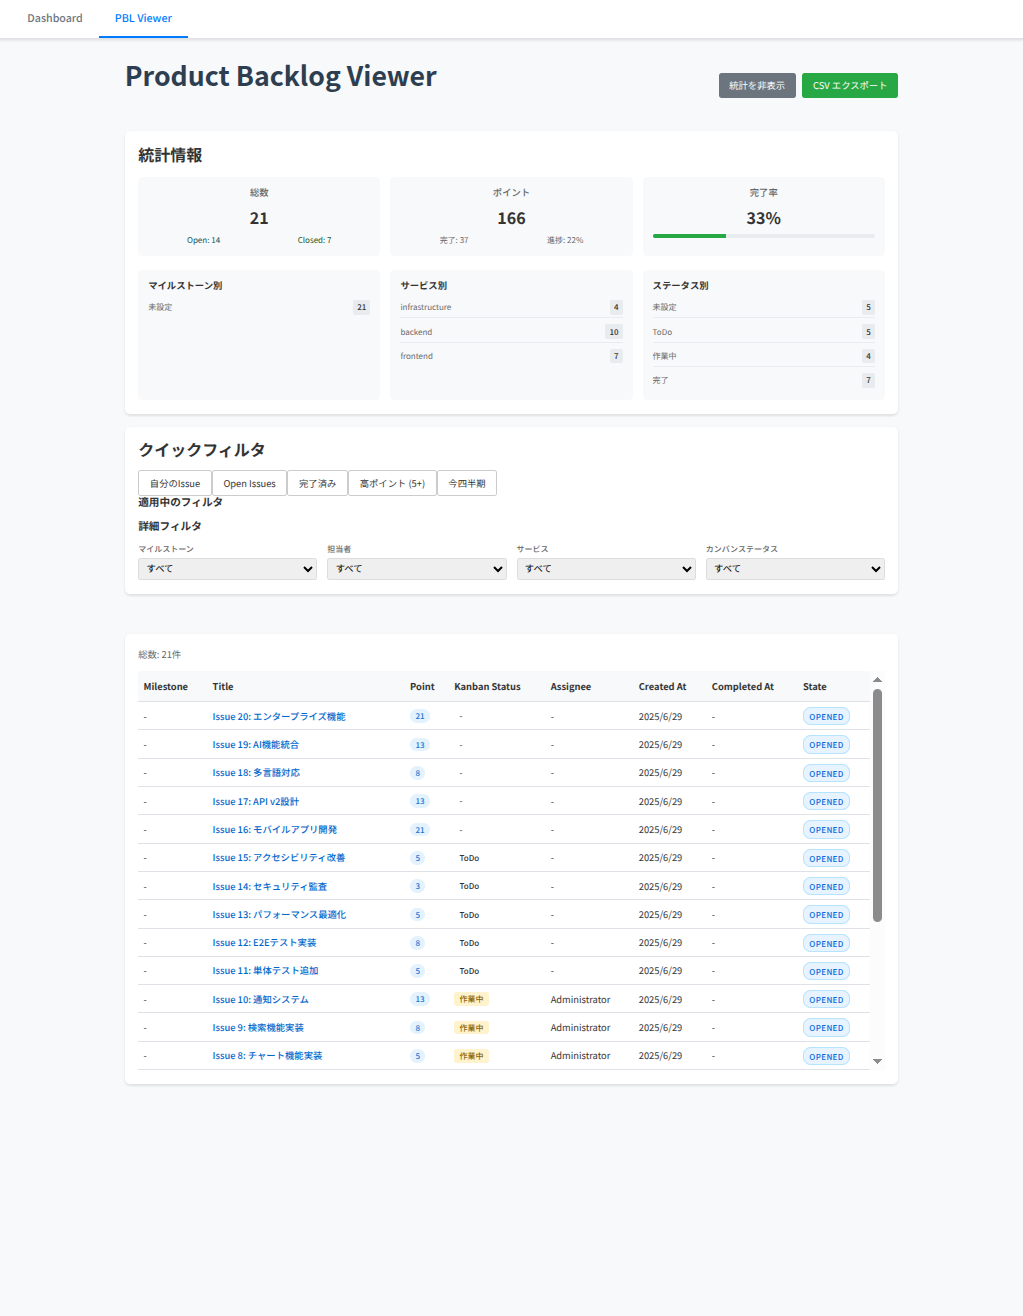 Dashboard PBL Viewer
Product Backlog Viewer
統計を非表示 CSV エクスポート
統計情報
総数 ポイント 完了率
21 166 33%
Open: 14 Closed: 7 完了: 37 進捗: 22%
マイルストーン別 サービス別 ステータス別
未設定 21 infrastructure 4 未設定 5
backend 10 ToDo 5
frontend 7 作業中 4
完了 7
クイックフィルタ
自分のIssue Open Issues 完了済み 高ポイント (5+) 今四半期
適用中のフィルタ
詳細フィルタ
マイルストーン 担当者 サービス カンバンステータス
すべて すべて すべて すべて
総数: 21件
Milestone Title Point Kanban Status Assignee Created At Completed At State
- Issue 20: エンタープライズ機能 21 - - 2025/6/29 - OPENED
- Issue 19: AI機能統合 13 - - 2025/6/29 - OPENED
- Issue 18: 多言語対応 8 - - 2025/6/29 - OPENED
- Issue 17: API v2設計 13 - - 2025/6/29 - OPENED
- Issue 16: モバイルアプリ開発 21 - - 2025/6/29 - OPENED
- Issue 15: アクセシビリティ改善 5 ToDo - 2025/6/29 - OPENED
- Issue 14: セキュリティ監査 3 ToDo - 2025/6/29 - OPENED
- Issue 13: パフォーマンス最適化 5 ToDo - 2025/6/29 - OPENED
- Issue 12: E2Eテスト実装 8 ToDo - 2025/6/29 - OPENED
- Issue 11: 単体テスト追加 5 ToDo - 2025/6/29 - OPENED
- Issue 10: 通知システム 13 作業中 Administrator 2025/6/29 - OPENED
- Issue 9: 検索機能実装 8 作業中 Administrator 2025/6/29 - OPENED
- Issue 8: チャート機能実装 5 作業中 Administrator 2025/6/29 - OPENED